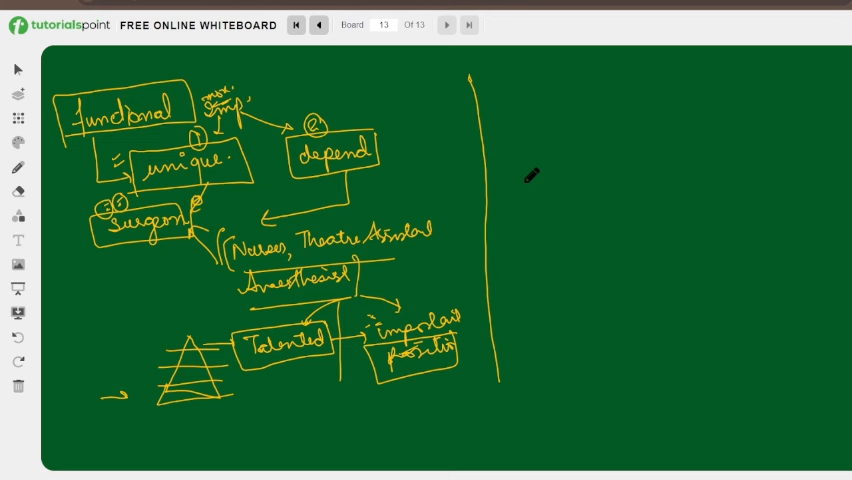 tutorialspoint FREE ONLINE WHITEBOARD Board 13 Of 13
functional
max.
Imp.
1
2
unique.
depend
Surgeon
Nurses, Theatre Assistant
Anaesthesist
Talented
important
position